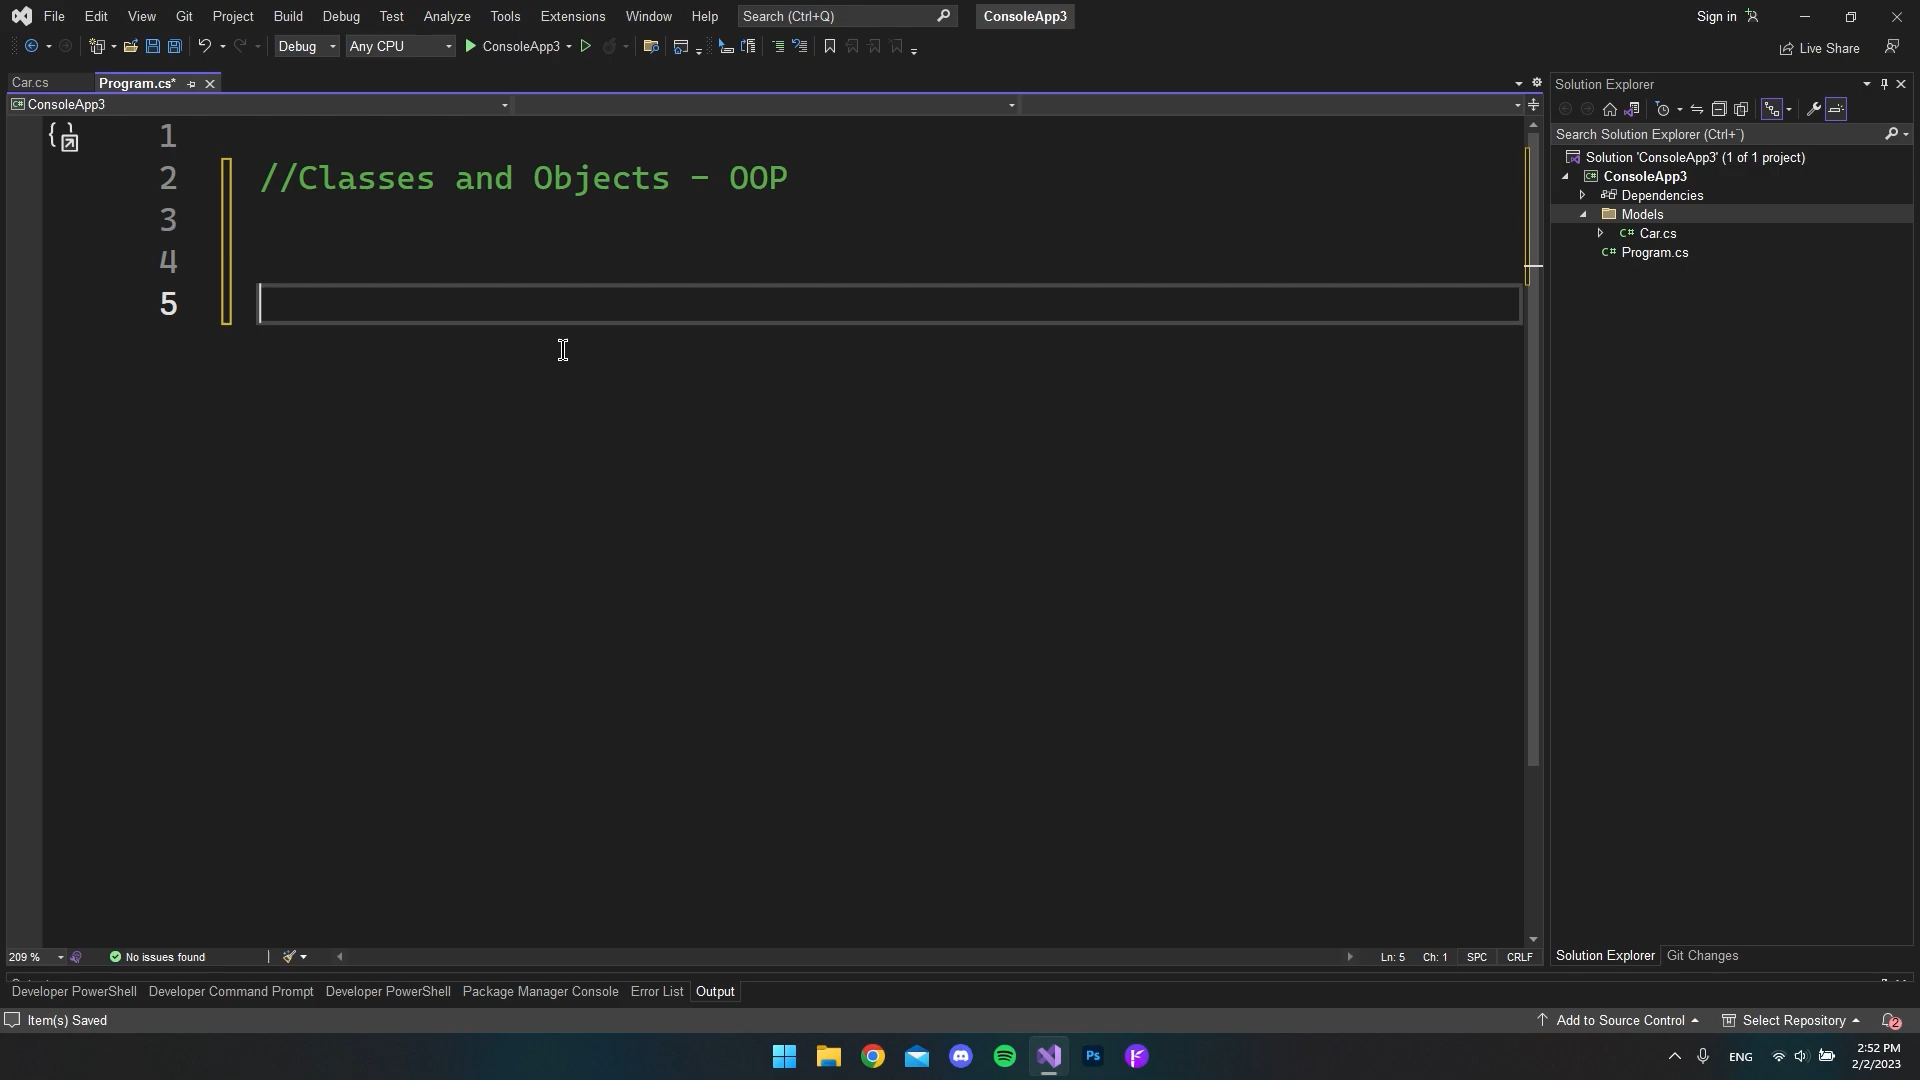 File Edit View Git Project Build Debug Test Analyze Tools Extensions Window Help Search (Ctrl+Q) ConsoleApp3 Sign in
Debug Any CPU ConsoleApp3 Live Share
Car.cs Program.cs* Solution Explorer
C# ConsoleApp3
Search Solution Explorer (Ctrl+¨)
1
2 //Classes and Objects - OOP
3
4
5
Solution 'ConsoleApp3' (1 of 1 project)
C# ConsoleApp3
Dependencies
Models
C# Car.cs
C# Program.cs
209 % No issues found Ln: 5 Ch: 1 SPC CRLF Solution Explorer Git Changes
Developer PowerShell Developer Command Prompt Developer PowerShell Package Manager Console Error List Output
Item(s) Saved Add to Source Control Select Repository 2
Ps ENG 2:52 PM
2/2/2023